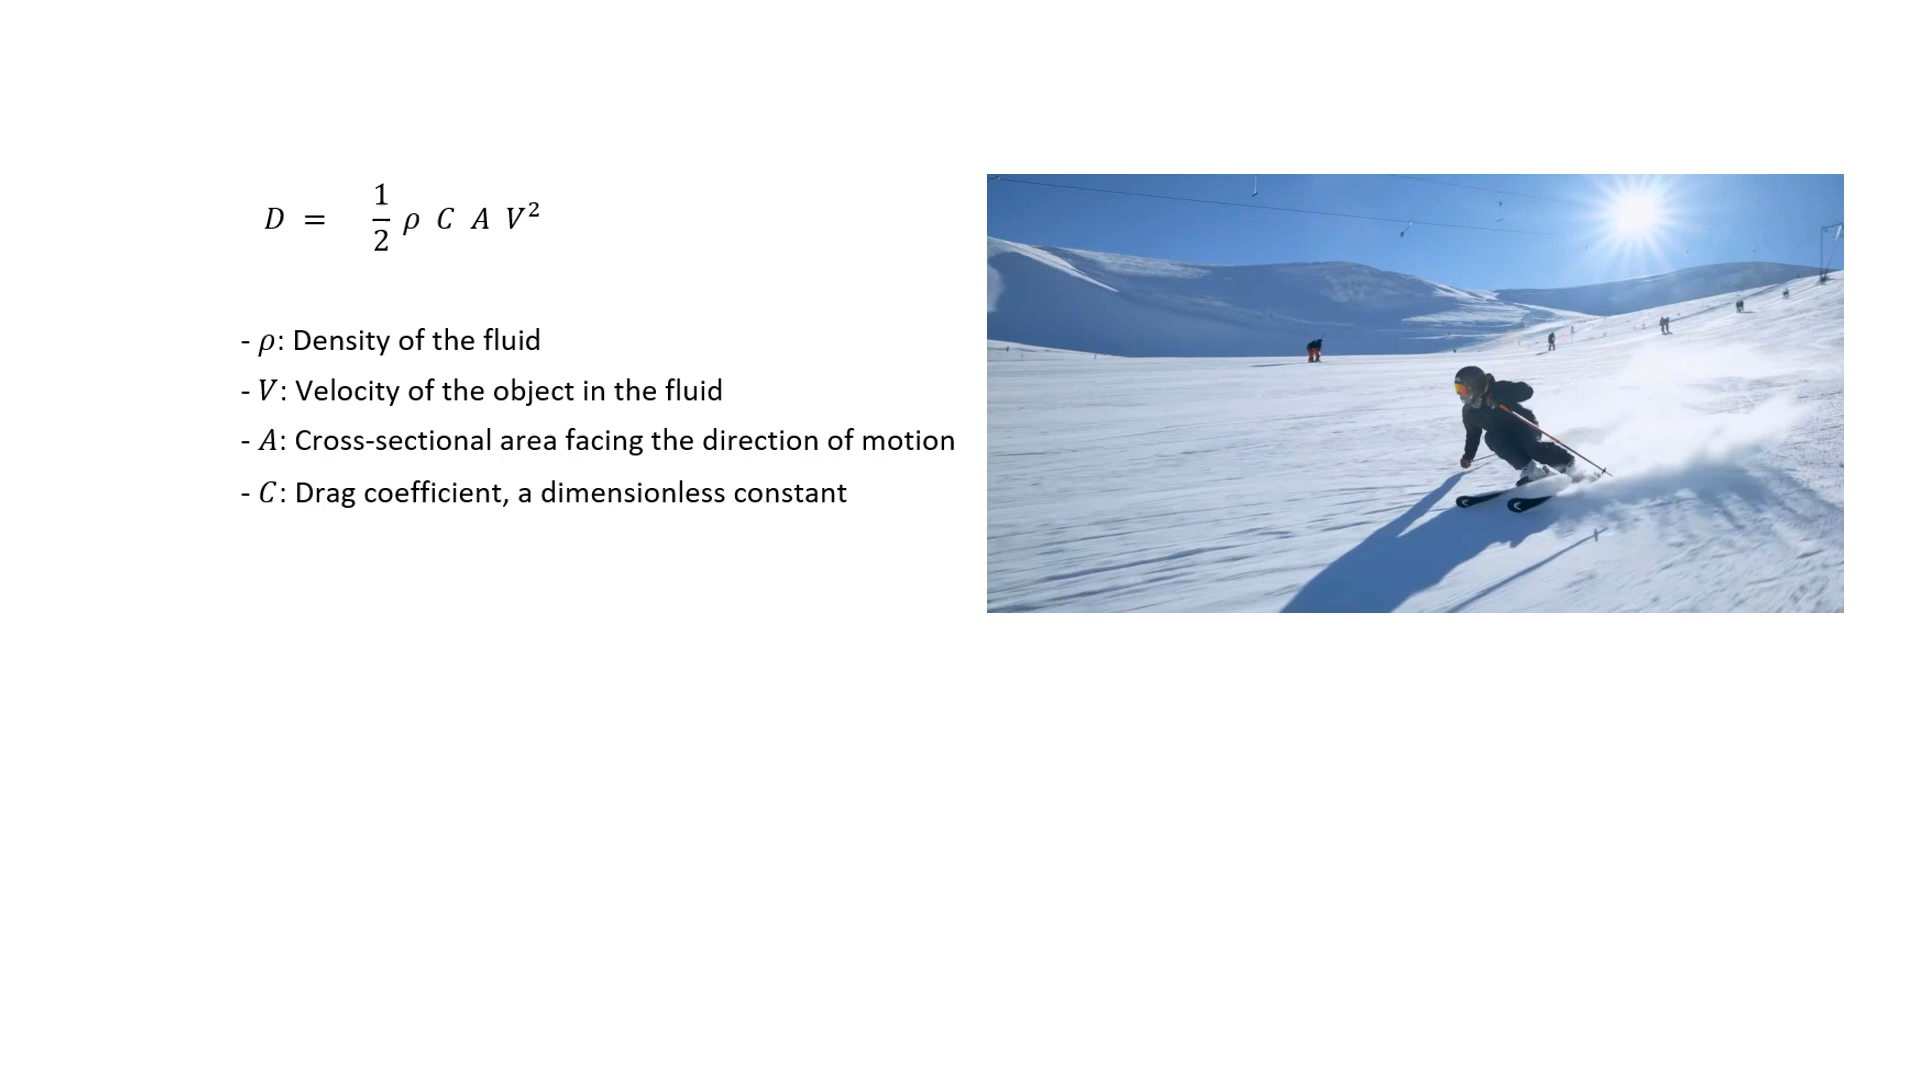 D = 1/2 ρ C A V²
- ρ: Density of the fluid
- V: Velocity of the object in the fluid
- A: Cross-sectional area facing the direction of motion
- C: Drag coefficient, a dimensionless constant